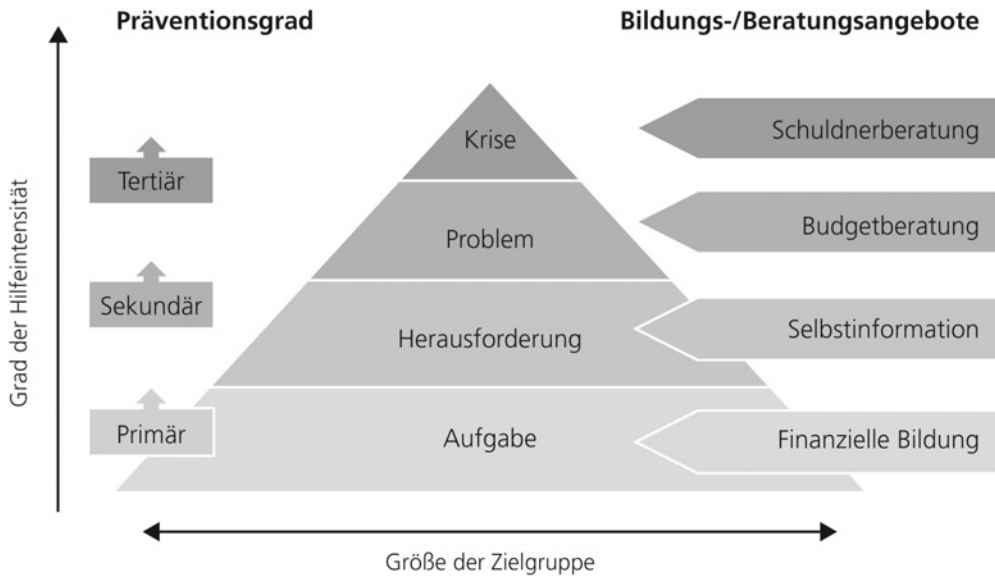 Präventionsgrad
Bildungs-/Beratungsangebote
Grad der Hilfeintensität
Krise
Schuldnerberatung
Tertiär
Problem
Budgetberatung
Sekundär
Herausforderung
Selbstinformation
Primär
Aufgabe
Finanzielle Bildung
Größe der Zielgruppe